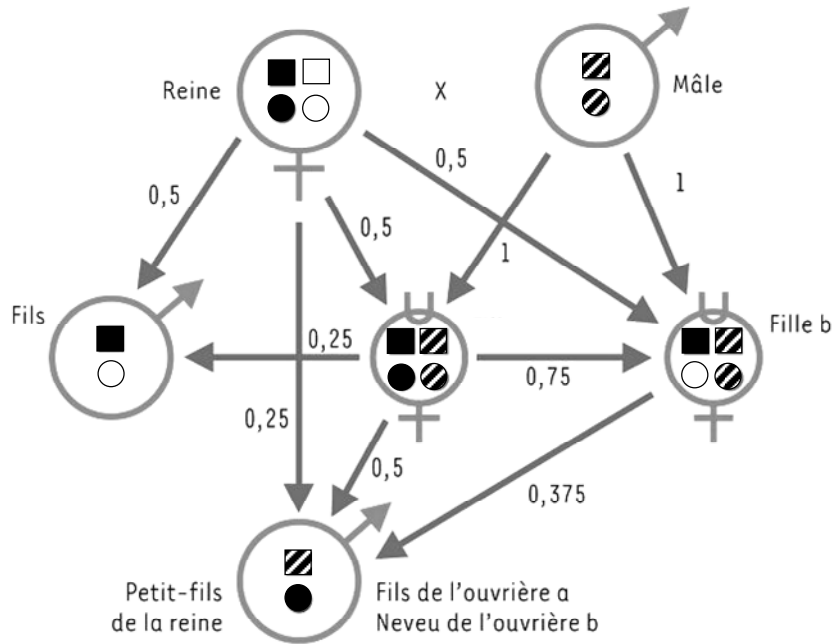 Reine
X
Mâle
0,5
0,5
0,5
1
1
Fils
Fille b
0,25
0,75
0,25
0,5
0,375
Petit-fils
de la reine
Fils de l'ouvrière a
Neveu de l'ouvrière b